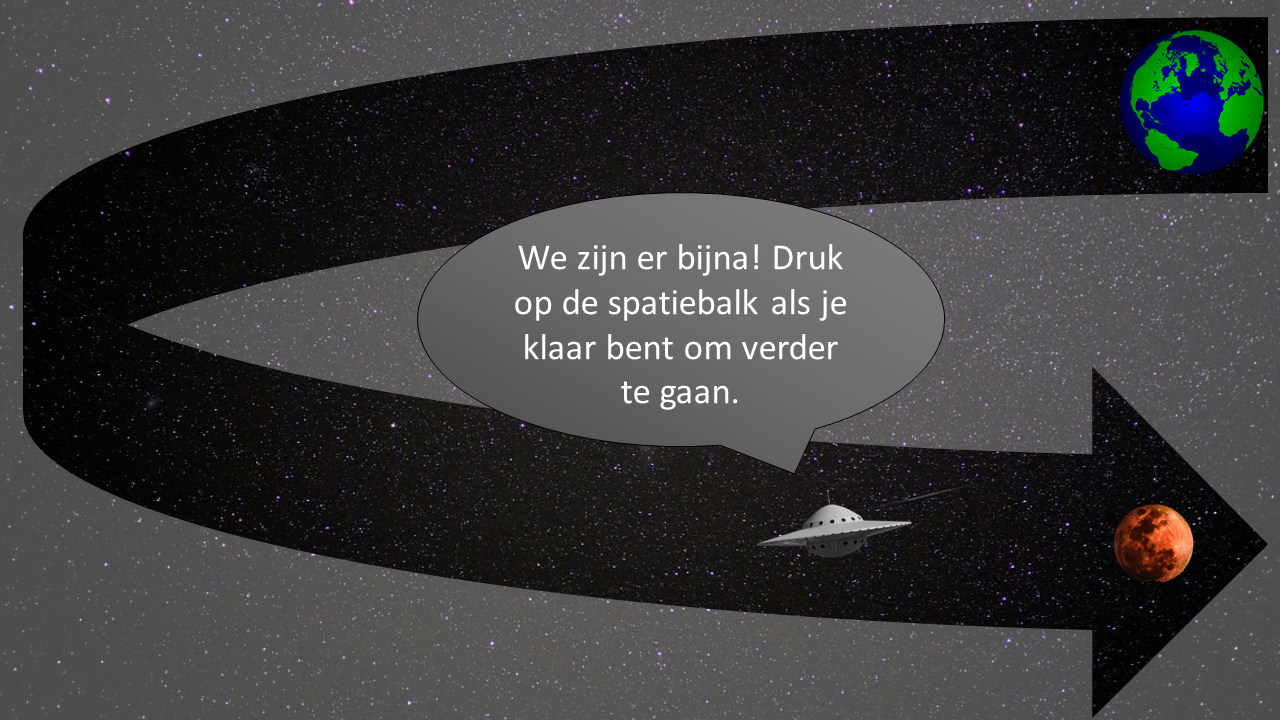 We zijn er bijna! Druk
op de spatiebalk als je
klaar bent om verder
te gaan.